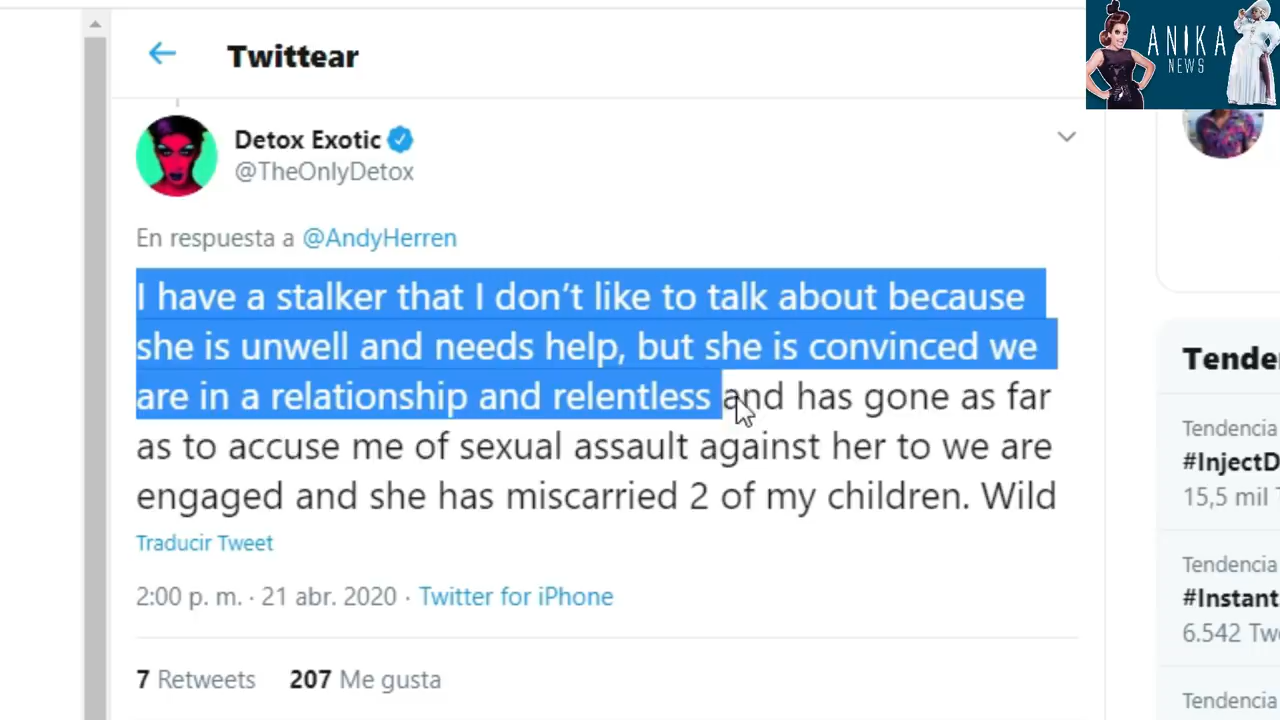 Twittear
ANIKA
NEWS
Detox Exotic
@TheOnlyDetox
En respuesta a @AndyHerren
I have a stalker that I don’t like to talk about because
she is unwell and needs help, but she is convinced we
are in a relationship and relentless and has gone as far
as to accuse me of sexual assault against her to we are
engaged and she has miscarried 2 of my children. Wild
Traducir Tweet
2:00 p. m. · 21 abr. 2020 · Twitter for iPhone
7 Retweets 207 Me gusta
Tende
Tendencia
#InjectD
15,5 mil T
Tendencia
#Instant
6.542 Twe
Tendencia